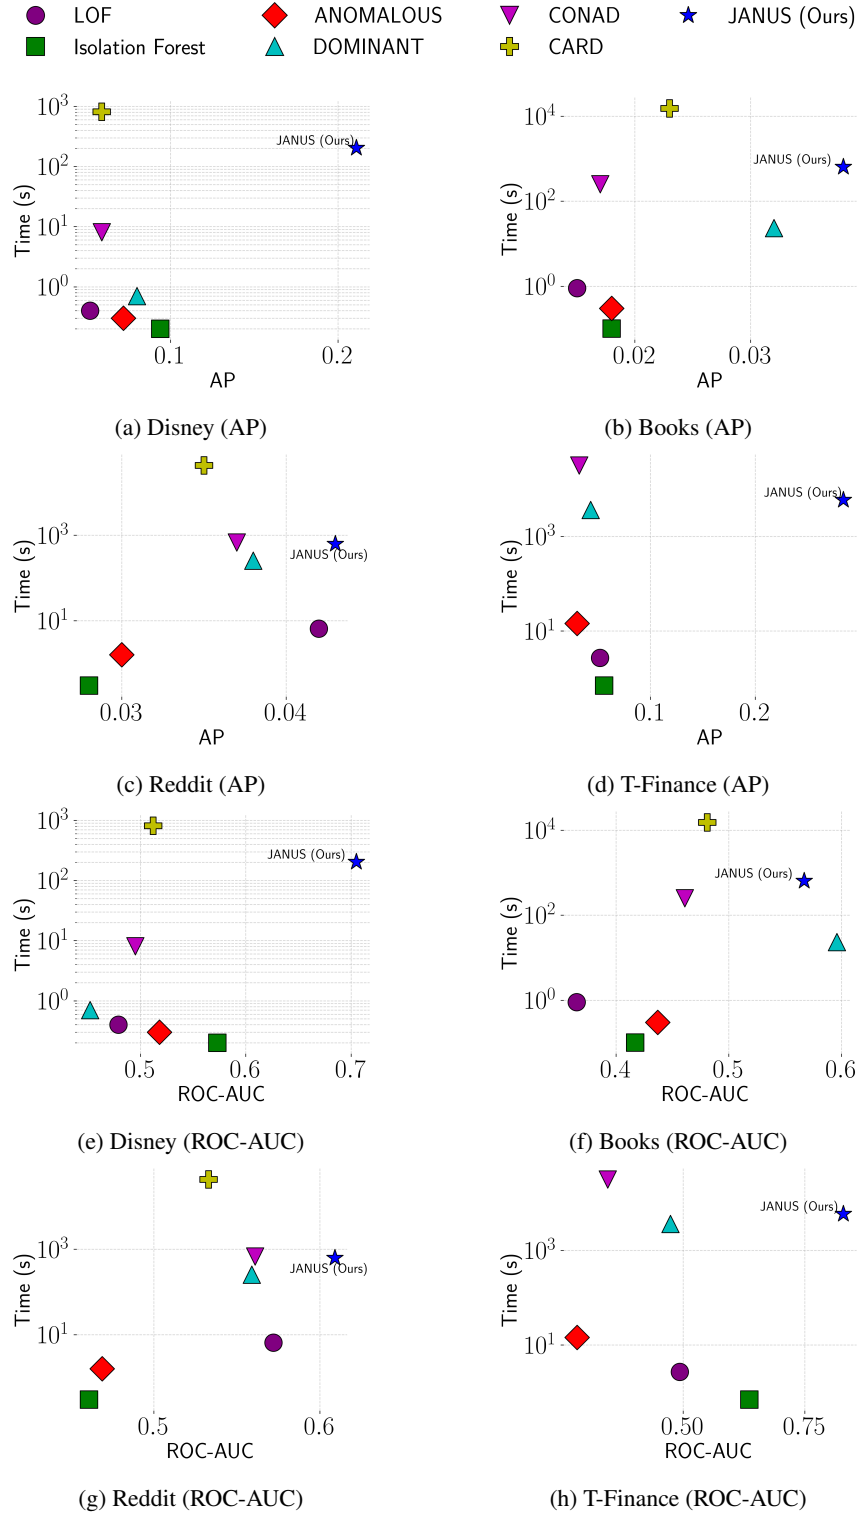 LOF ANOMALOUS CONAD JANUS (Ours)
Isolation Forest DOMINANT CARD
10^3
10^2
10^1
10^0
Time (s)
JANUS (Ours)
0.1 0.2
AP
(a) Disney (AP)
10^4
10^2
10^0
Time (s)
JANUS (Ours)
0.02 0.03
AP
(b) Books (AP)
10^3
10^1
Time (s)
JANUS (Ours)
0.03 0.04
AP
(c) Reddit (AP)
10^3
10^1
Time (s)
JANUS (Ours)
0.1 0.2
AP
(d) T-Finance (AP)
10^3
10^2
10^1
10^0
Time (s)
JANUS (Ours)
0.5 0.6 0.7
ROC-AUC
(e) Disney (ROC-AUC)
10^4
10^2
10^0
Time (s)
JANUS (Ours)
0.4 0.5 0.6
ROC-AUC
(f) Books (ROC-AUC)
10^3
10^1
Time (s)
JANUS (Ours)
0.5 0.6
ROC-AUC
(g) Reddit (ROC-AUC)
10^3
10^1
Time (s)
JANUS (Ours)
0.50 0.75
ROC-AUC
(h) T-Finance (ROC-AUC)